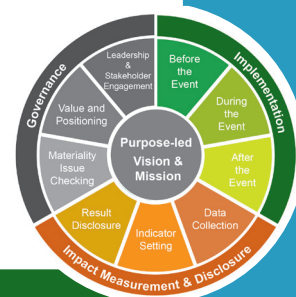 Governance
Implementation
Impact Measurement & Disclosure
Leadership
&
Stakeholder
Engagement
Before
the
Event
During
the
Event
After
the
Event
Data
Collection
Indicator
Setting
Result
Disclosure
Materiality
Issue
Checking
Value and
Positioning
Purpose-led
Vision &
Mission